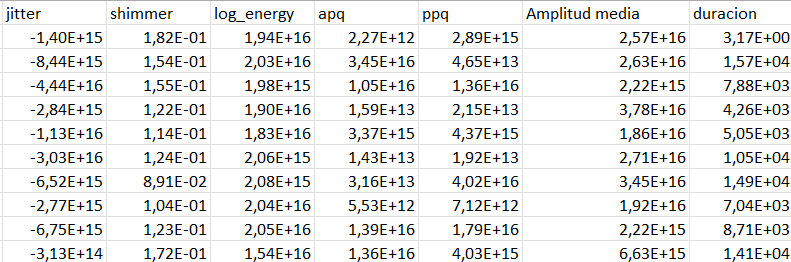 jitter shimmer log_energy apq ppq Amplitud media duracion
-1,40E+15 1,82E-01 1,94E+16 2,27E+12 2,89E+15 2,57E+16 3,17E+00
-8,44E+15 1,54E-01 2,03E+16 3,45E+16 4,65E+13 2,63E+16 1,57E+04
-4,44E+16 1,55E-01 1,98E+15 1,05E+16 1,36E+16 2,22E+15 7,88E+03
-2,84E+15 1,22E-01 1,90E+16 1,59E+13 2,15E+13 3,78E+16 4,26E+03
-1,13E+16 1,14E-01 1,83E+16 3,37E+15 4,37E+15 1,86E+16 5,05E+03
-3,03E+16 1,24E-01 2,06E+15 1,43E+13 1,92E+13 2,71E+16 1,05E+04
-6,52E+15 8,91E-02 2,08E+15 3,16E+13 4,02E+16 3,45E+16 1,49E+04
-2,77E+15 1,04E-01 2,04E+16 5,53E+12 7,12E+12 1,92E+16 7,04E+03
-6,75E+15 1,23E-01 2,05E+16 1,39E+16 1,79E+16 2,22E+15 8,71E+03
-3,13E+14 1,72E-01 1,54E+16 1,36E+16 4,03E+15 6,63E+15 1,41E+04